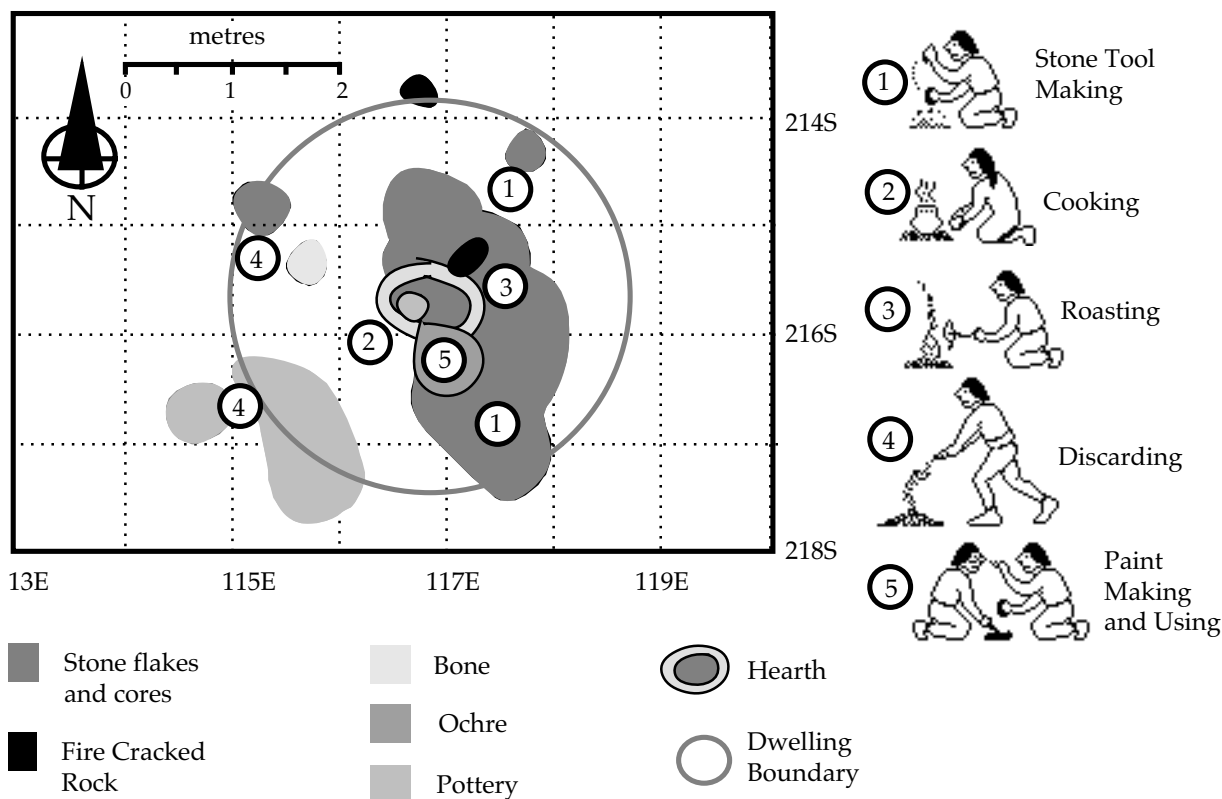 metres
0 1 2
N
214S
216S
218S
13E 115E 117E 119E
1
4
3
2
5
4
1
1 Stone Tool
Making
2 Cooking
3 Roasting
4 Discarding
5 Paint
Making
and Using
Stone flakes
and cores
Fire Cracked
Rock
Bone
Ochre
Pottery
Hearth
Dwelling
Boundary